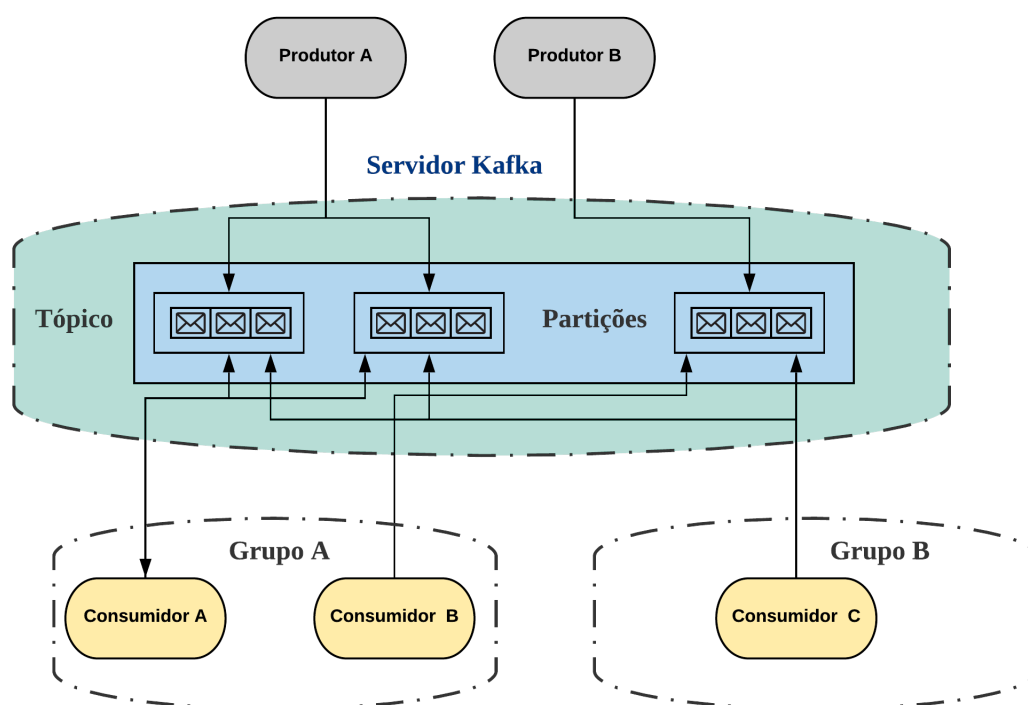 Produtor A
Produtor B
Servidor Kafka
Tópico
Partições
Grupo A
Grupo B
Consumidor A
Consumidor B
Consumidor C